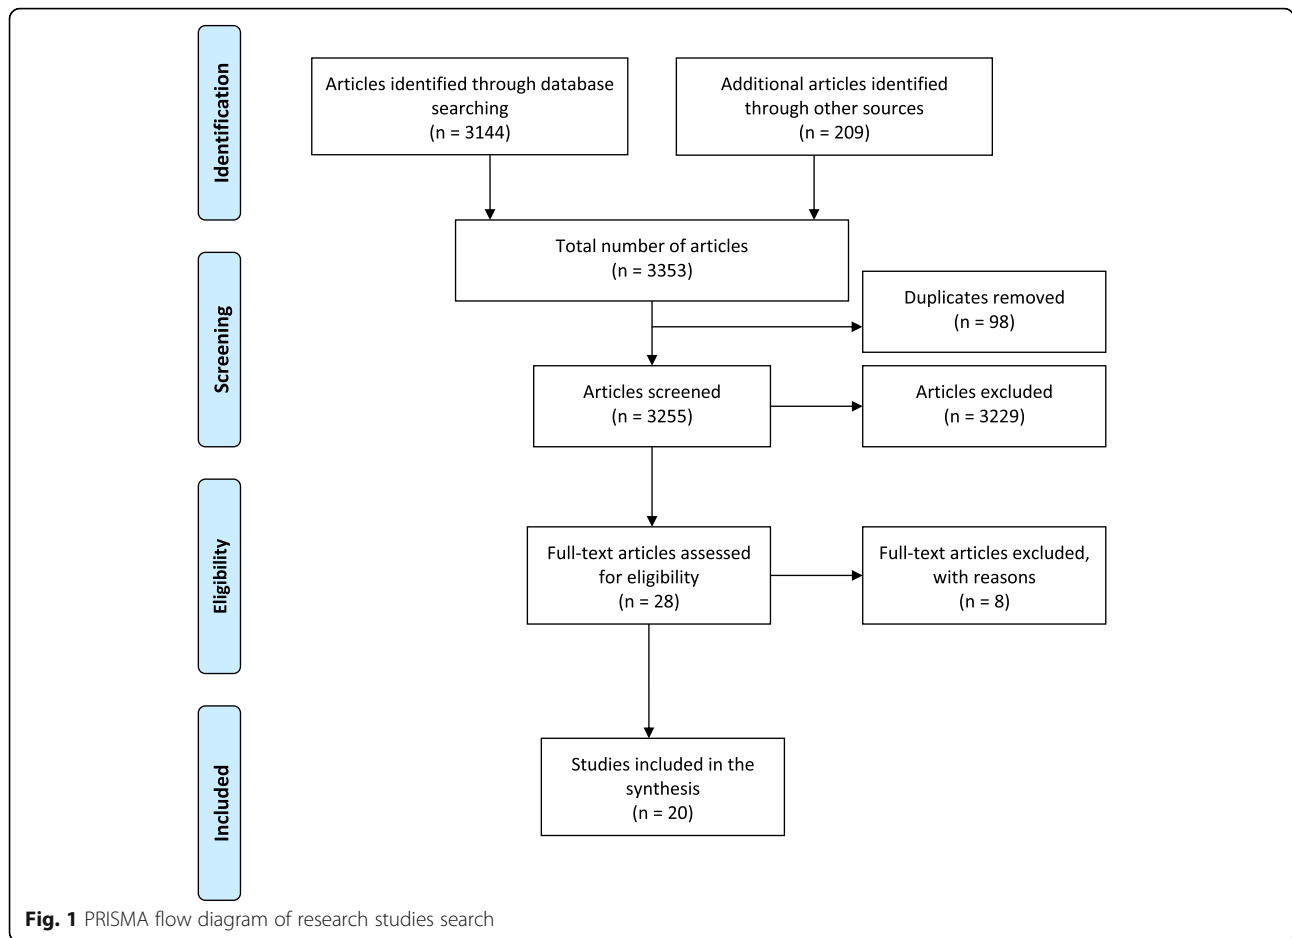 Identification
Articles identified through database
searching
(n = 3144)
Additional articles identified
through other sources
(n = 209)
Total number of articles
(n = 3353)
Duplicates removed
(n = 98)
Screening
Articles screened
(n = 3255)
Articles excluded
(n = 3229)
Eligibility
Full-text articles assessed
for eligibility
(n = 28)
Full-text articles excluded,
with reasons
(n = 8)
Included
Studies included in the
synthesis
(n = 20)
Fig. 1 PRISMA flow diagram of research studies search